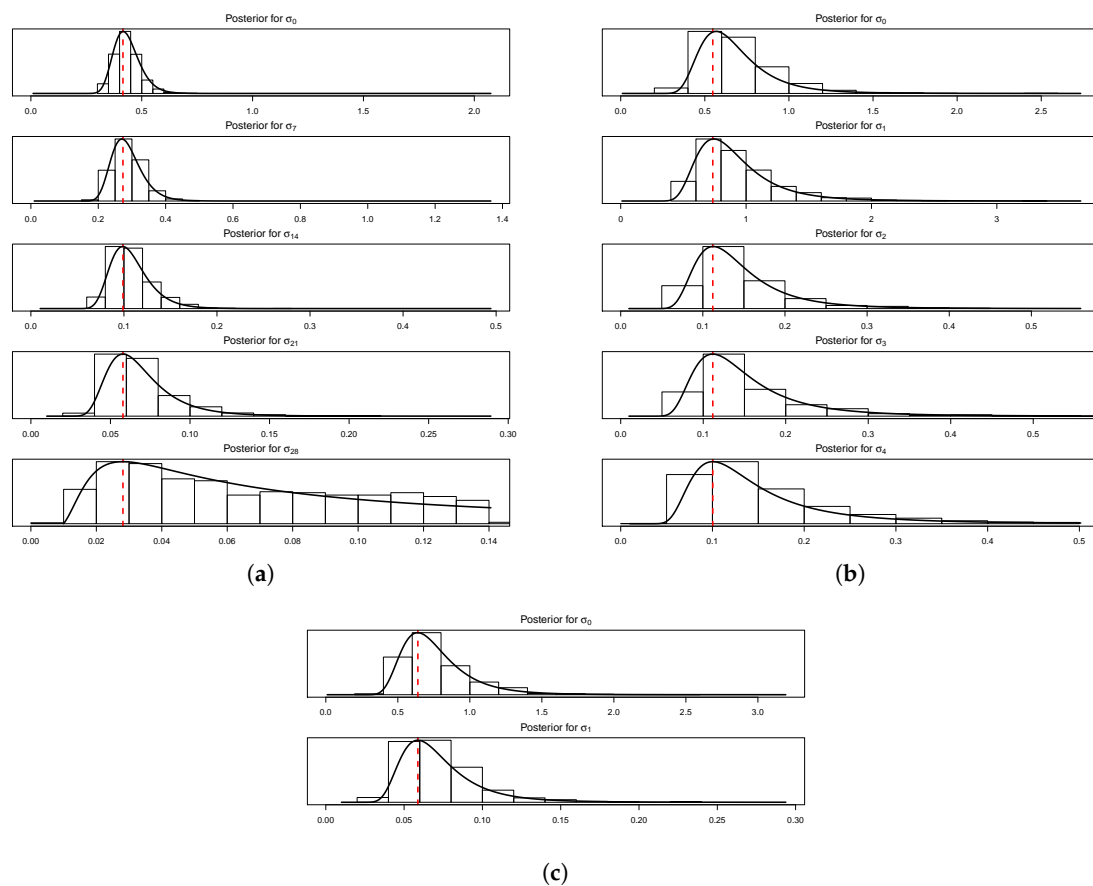 Posterior for σ0
0.0 0.5 1.0 1.5 2.0
Posterior for σ7
0.2 0.4 0.6 0.8 1.0 1.2 1.4
Posterior for σ14
0.0 0.1 0.2 0.3 0.4 0.5
Posterior for σ21
0.00 0.05 0.10 0.15 0.20 0.25 0.30
Posterior for σ28
0.00 0.02 0.04 0.06 0.08 0.10 0.12 0.14
(a)
Posterior for σ0
0.0 0.5 1.0 1.5 2.0 2.5
Posterior for σ1
0 1 2 3
Posterior for σ2
0.0 0.1 0.2 0.3 0.4 0.5
Posterior for σ3
0.0 0.1 0.2 0.3 0.4 0.5
Posterior for σ4
0.0 0.1 0.2 0.3 0.4 0.5
(b)
Posterior for σ0
0.0 0.5 1.0 1.5 2.0 2.5 3.0
Posterior for σ1
0.00 0.05 0.10 0.15 0.20 0.25 0.30
(c)